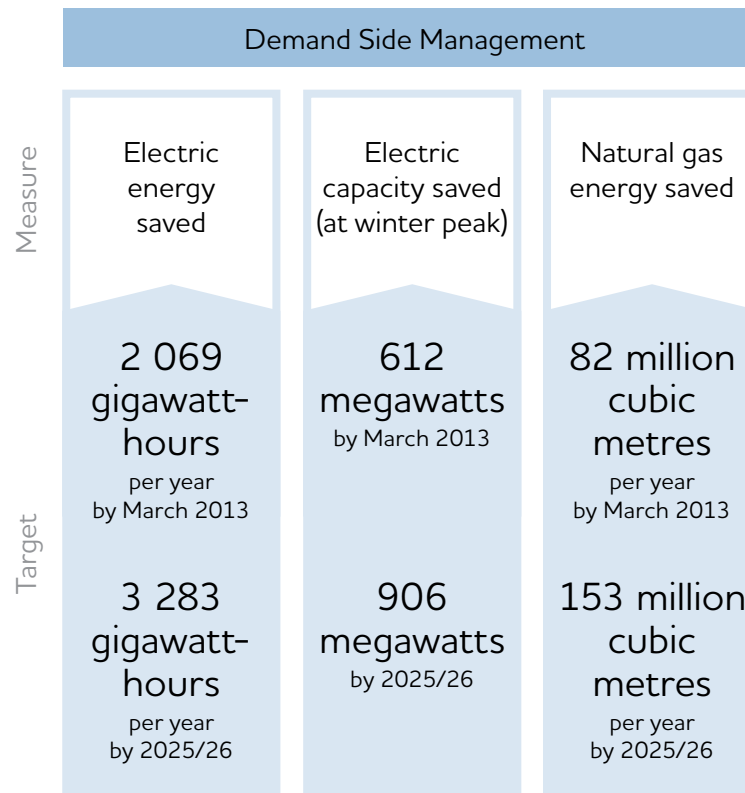 Demand Side Management
Measure
Electric
energy
saved
Electric
capacity saved
(at winter peak)
Natural gas
energy saved
Target
2 069
gigawatt-
hours
per year
by March 2013
3 283
gigawatt-
hours
per year
by 2025/26
612
megawatts
by March 2013
906
megawatts
by 2025/26
82 million
cubic
metres
per year
by March 2013
153 million
cubic
metres
per year
by 2025/26